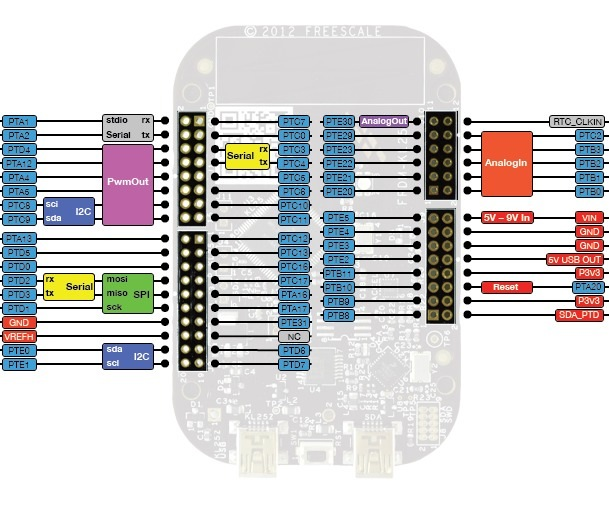 © 2012 FREESCALE
PTA1 stdio rx PTC7 PTE30 AnalogOut RTC_CLKIN
PTA2 Serial tx PTC0 PTE29 PTC2
PTD4 PTC3 PTE23 PTB3
Serial rx tx
PTA12 PTC4 PTE22 PTB2
AnalogIn
PTA4 PwmOut PTC5 PTE21 PTB1
PTA5 PTC6 PTE20 PTB0
PTC8 scl I2C PTC10
PTC9 sda PTC11 PTE5 5V – 9V In VIN
PTE4 GND
PTA13 PTC12 PTE3 GND
PTD5 PTC13 PTE2 5V USB OUT
PTD0 PTC16 PTB11 P3V3
PTD2 rx Serial mosi SPI PTC17 PTB10 Reset PTA20
PTD3 tx miso PTA16 PTB9 P3V3
PTD1 sck PTA17 PTB8 SDA_PTD
GND PTE31
VREFH NC
PTE0 sda I2C PTD6
PTE1 scl PTD7